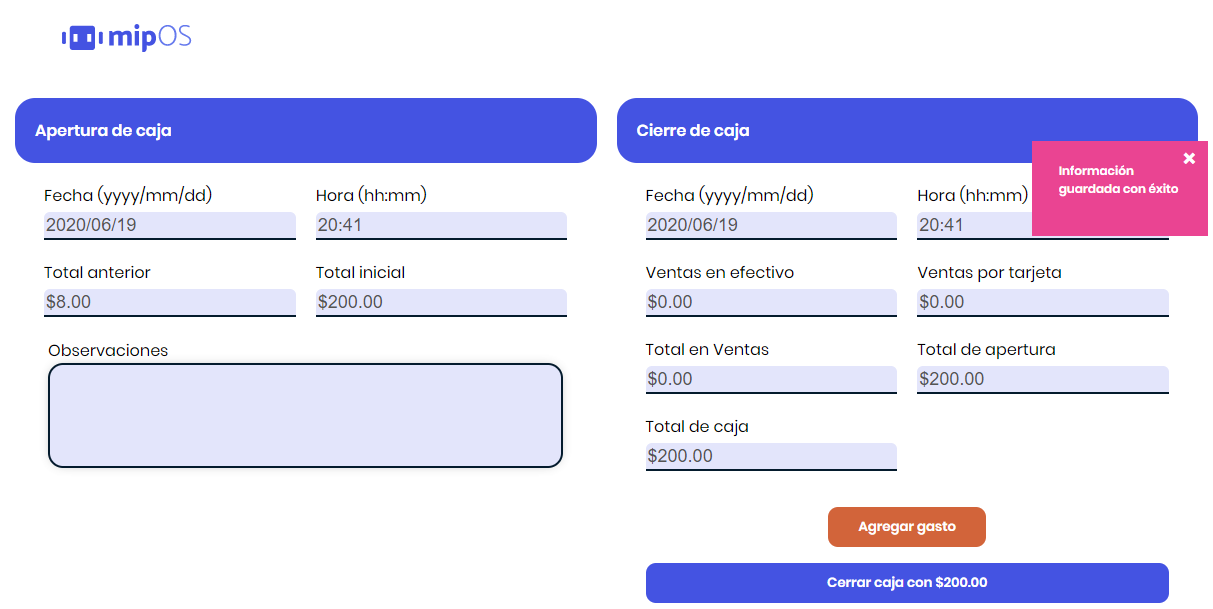 mipOS
Apertura de caja
Fecha (yyyy/mm/dd)
Hora (hh:mm)
2020/06/19
20:41
Total anterior
Total inicial
$8.00
$200.00
Observaciones
Cierre de caja
Información
guardada con éxito
Fecha (yyyy/mm/dd)
Hora (hh:mm)
2020/06/19
20:41
Ventas en efectivo
Ventas por tarjeta
$0.00
$0.00
Total en Ventas
Total de apertura
$0.00
$200.00
Total de caja
$200.00
Agregar gasto
Cerrar caja con $200.00